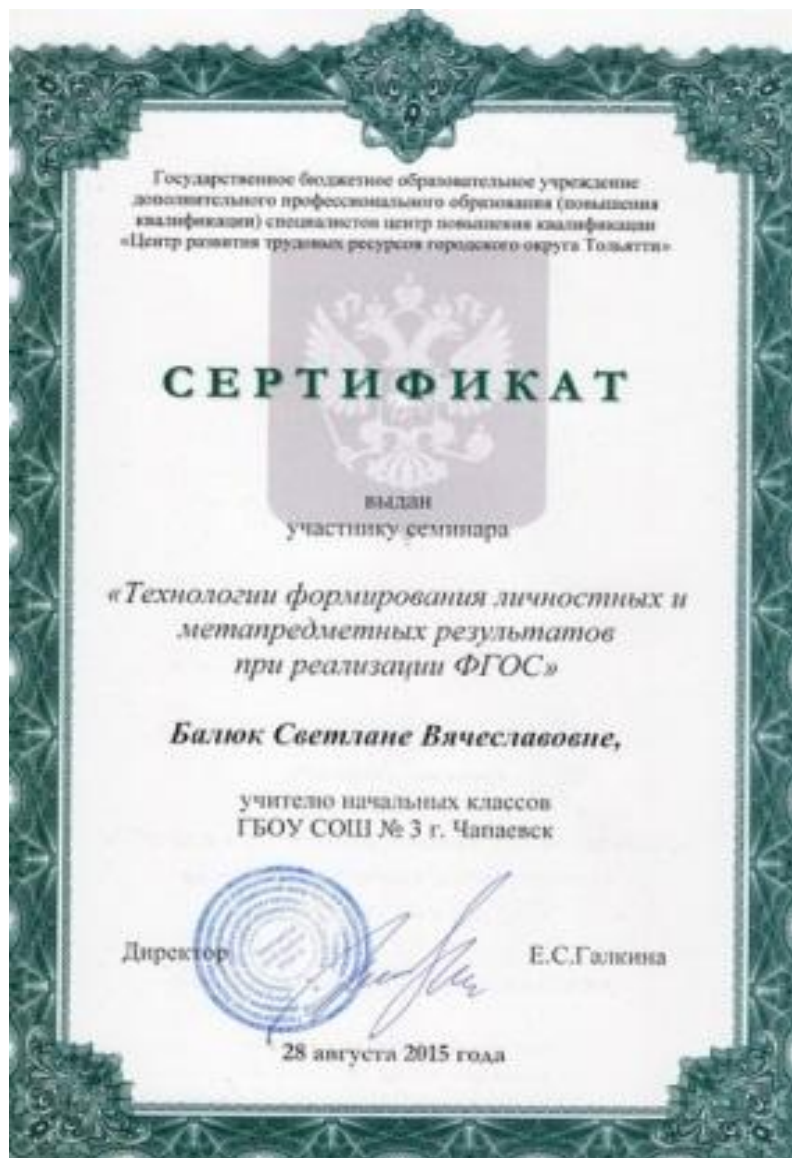 Государственное бюджетное образовательное учреждение
дополнительного профессионального образования (повышения
квалификации) специалистов центр повышения квалификации
«Центр развития трудовых ресурсов городского округа Тольятти»
СЕРТИФИКАТ
выдан
участнику семинара
«Технологии формирования личностных и
метапредметных результатов
при реализации ФГОС»
Балюк Светлане Вячеславовне,
учителю начальных классов
ГБОУ СОШ № 3 г. Чапаевск
Директор Е.С.Галкина
28 августа 2015 года